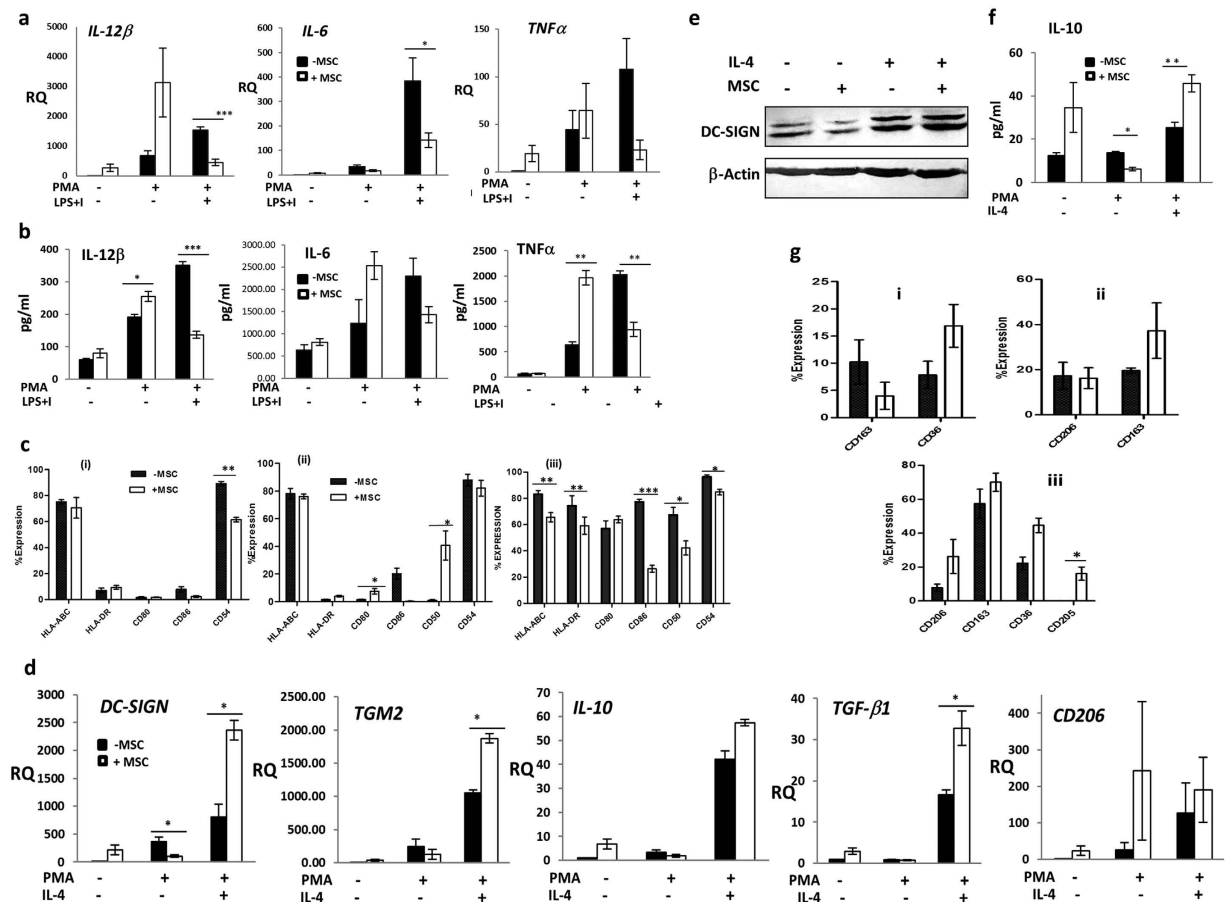 a
IL-12β
5000
4000
3000
2000
1000
0
RQ
***
PMA - + +
LPS+I - - +
IL-6
600
500
400
300
200
100
0
RQ
-MSC
+ MSC
*
PMA - + +
LPS+I - - +
TNFα
150
100
50
0
RQ
PMA - + +
LPS+I - - +
b
IL-12β
400
300
200
100
0
pg/ml
*
***
PMA - + +
LPS+I - - +
IL-6
3000.00
2500.00
2000.00
1500.00
1000.00
500.00
0.00
pg/ml
-MSC
+ MSC
PMA - + +
LPS+I - - +
TNFα
2000
1500
1000
500
0
pg/ml
**
**
PMA - + +
LPS+I - - +
c
(i)
100
80
60
40
20
0
%Expression
-MSC
+MSC
**
HLA-ABC
HLA-DR
CD80
CD86
CD54
(ii)
100
80
60
40
20
0
%Expression
-MSC
+MSC
*
*
HLA-ABC
HLA-DR
CD80
CD86
CD50
CD54
(iii)
100
80
60
40
20
0
%EXPRESSION
**
**
***
*
*
HLA-ABC
HLA-DR
CD80
CD86
CD50
CD54
d
DC-SIGN
3000
2500
2000
1500
1000
500
0
RQ
-MSC
+ MSC
*
*
PMA - + +
IL-4 - - +
TGM2
2500.00
2000.00
1500.00
1000.00
500.00
0.00
RQ
*
PMA - + +
IL-4 - - +
IL-10
60
50
40
30
20
10
0
RQ
PMA - + +
IL-4 - - +
TGF-β1
40
30
20
10
0
RQ
*
PMA - + +
IL-4 - - +
CD206
400
300
200
100
0
RQ
PMA - + +
IL-4 - - +
e
IL-4 - - + +
MSC - + - +
DC-SIGN
β-Actin
f
IL-10
60
40
20
0
pg/ml
-MSC
+ MSC
*
**
PMA - + +
IL-4 - - +
g
i
25
20
15
10
5
0
%Expression
CD163
CD36
ii
60
40
20
0
%Expression
CD206
CD163
iii
80
60
40
20
0
%Expression
*
CD206
CD163
CD36
CD205